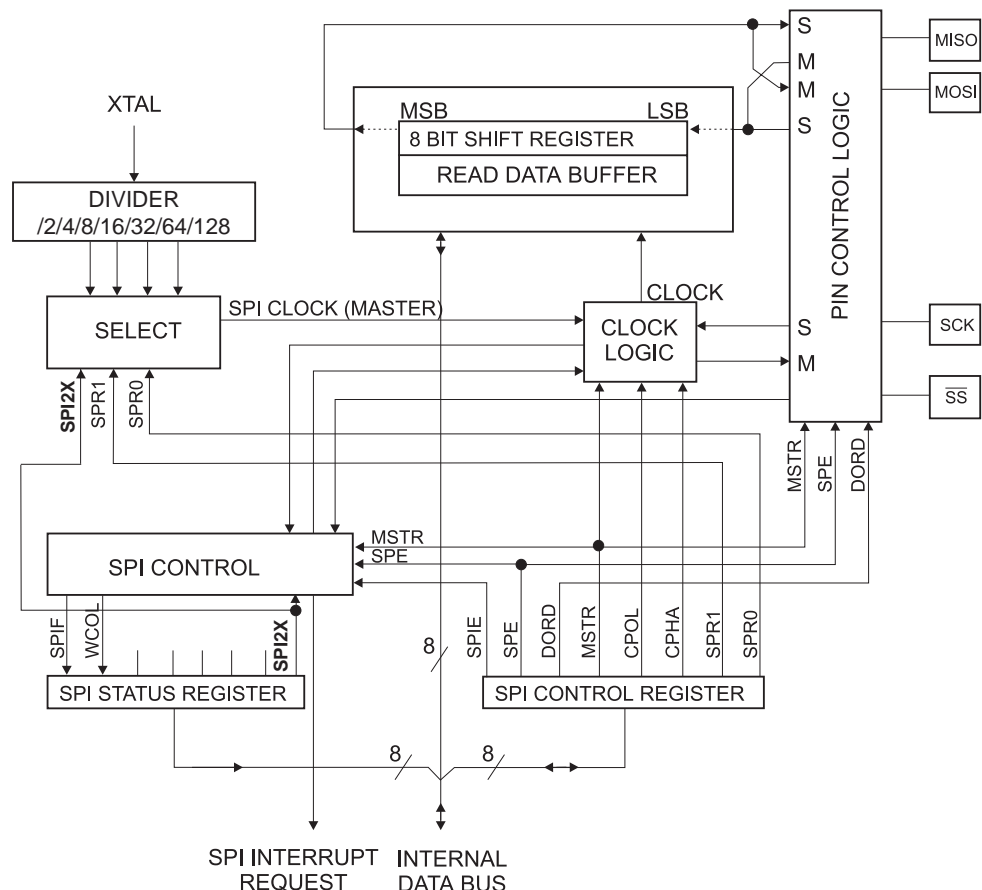 S
MISO
M
MOSI
M
XTAL
MSB
LSB
S
8 BIT SHIFT REGISTER
READ DATA BUFFER
PIN CONTROL LOGIC
DIVIDER
/2/4/8/16/32/64/128
SPI CLOCK (MASTER)
CLOCK
SELECT
CLOCK
LOGIC
S
SCK
M
SPI2X
SPR1
SPR0
SS
MSTR
SPE
DORD
MSTR
SPE
SPI CONTROL
SPIF
WCOL
SPI2X
SPIE
SPE
DORD
MSTR
CPOL
CPHA
SPR1
SPR0
8
SPI STATUS REGISTER
SPI CONTROL REGISTER
8
8
SPI INTERRUPT
REQUEST
INTERNAL
DATA BUS